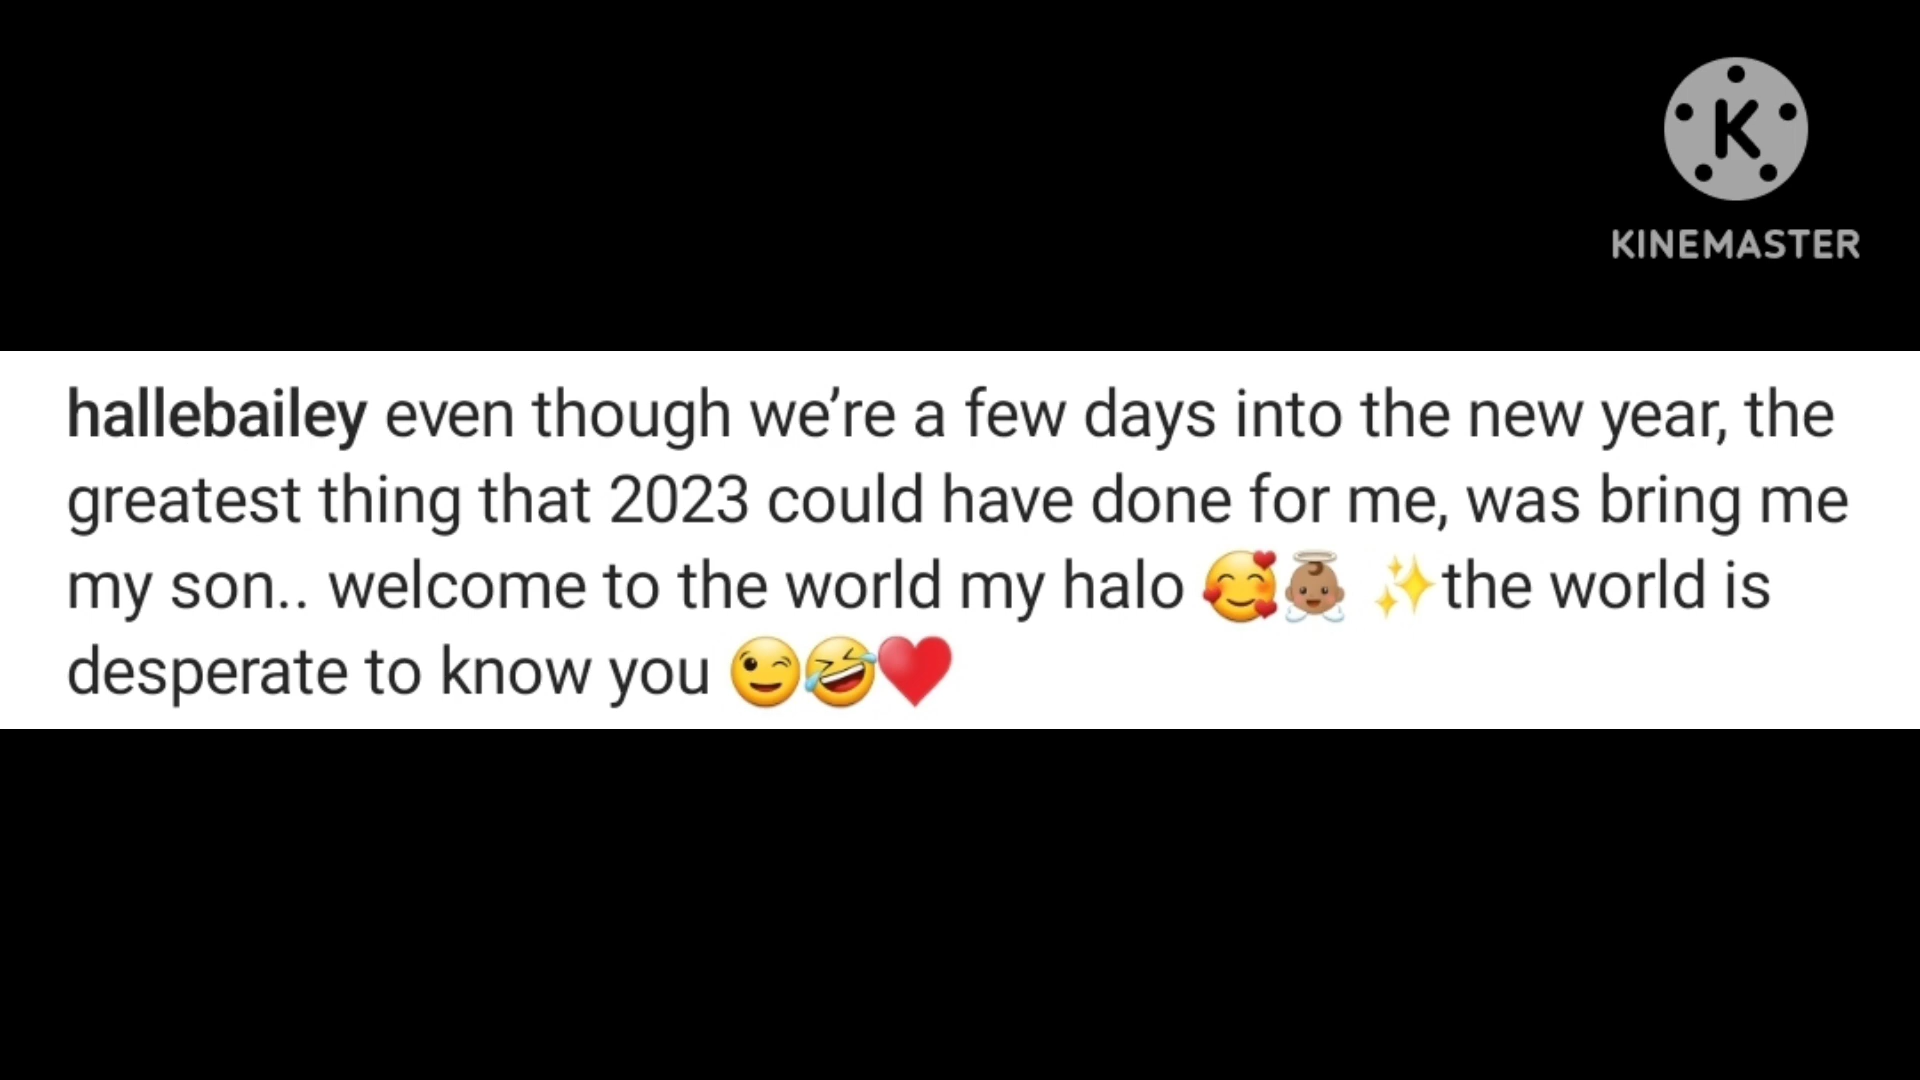 K
KINEMASTER
hallebailey even though we’re a few days into the new year, the
greatest thing that 2023 could have done for me, was bring me
my son.. welcome to the world my halo 🥰👼🏽 ✨the world is
desperate to know you 😉🤣❤️